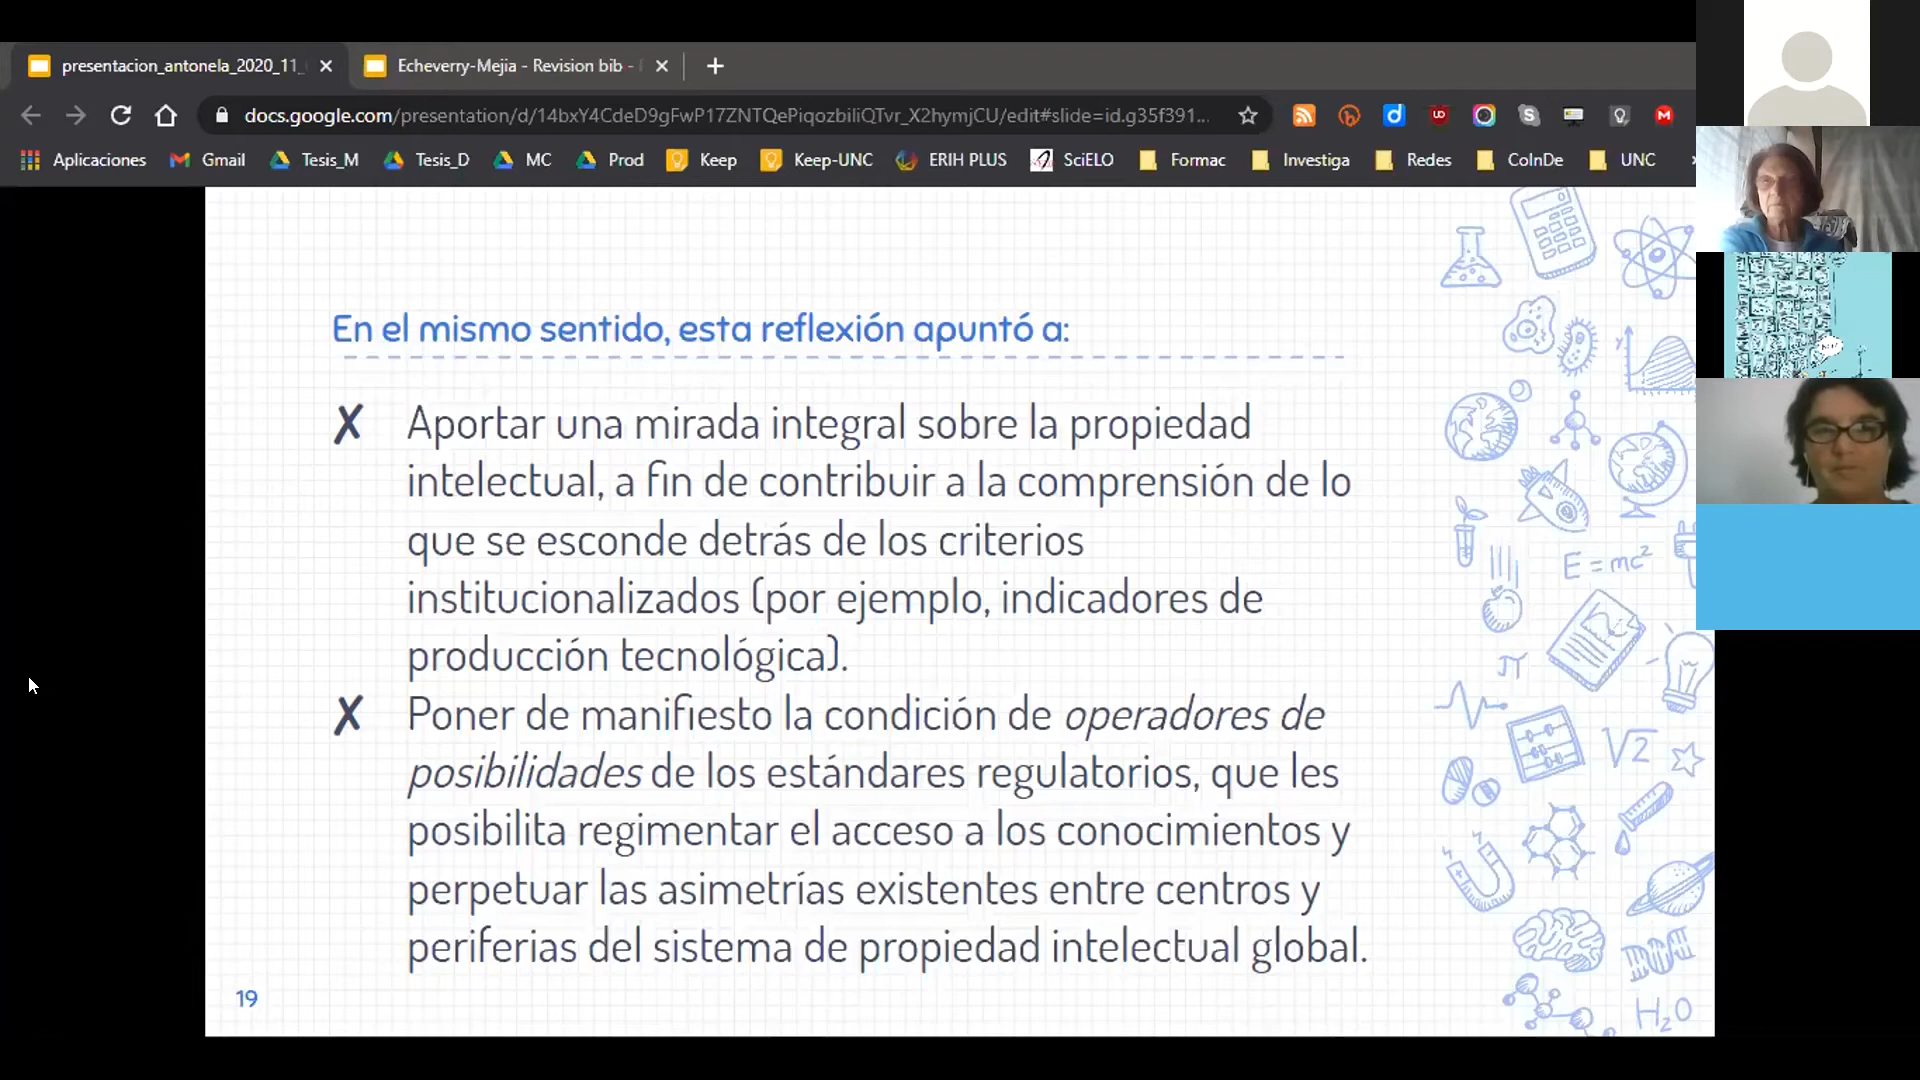 presentacion_antonela_2020_11_
Echeverry-Mejia - Revision bib -
docs.google.com/presentation/d/14bxY4CdeD9gFwP17ZNTQePiqozbiliQTvr_X2hymjCU/edit#slide=id.g35f391...
Aplicaciones Gmail Tesis_M Tesis_D MC Prod Keep Keep-UNC ERIH PLUS SciELO Formac Investiga Redes CoInDe UNC
En el mismo sentido, esta reflexión apuntó a:
✗ Aportar una mirada integral sobre la propiedad
intelectual, a fin de contribuir a la comprensión de lo
que se esconde detrás de los criterios
institucionalizados (por ejemplo, indicadores de
producción tecnológica).
✗ Poner de manifiesto la condición de operadores de
posibilidades de los estándares regulatorios, que les
posibilita regimentar el acceso a los conocimientos y
perpetuar las asimetrías existentes entre centros y
periferias del sistema de propiedad intelectual global.
19
E = mc²
π
√2
H₂O